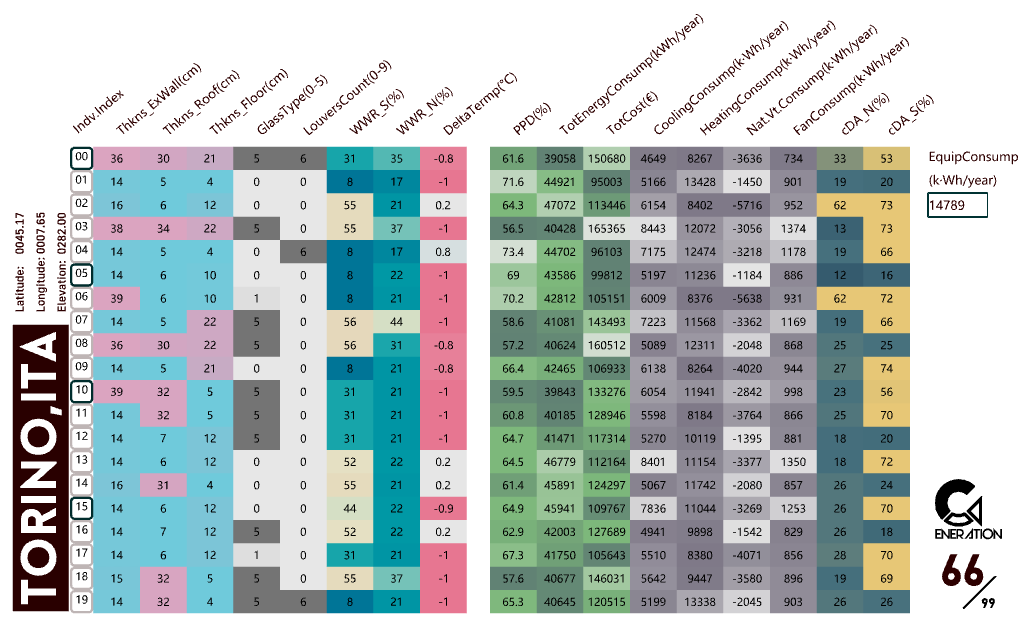 Indv.Index Thkns_ExWall(cm) Thkns_Roof(cm) Thkns_Floor(cm) GlassType(0-5) LouversCount(0-9) WWR_S(%) WWR_N(%) DeltaTermp(°C) PPD(%) TotEnergyConsump(kWh/year) TotCost(€) CoolingConsump(k·Wh/year) HeatingConsump(k·Wh/year) Nat.Vt.Consump(k·Wh/year) FanConsump(k·Wh/year) cDA_N(%) cDA_S(%)
00 36 30 21 5 6 31 35 -0.8 61.6 39058 150680 4649 8267 -3636 734 33 53
01 14 5 4 0 0 8 17 -1 71.6 44921 95003 5166 13428 -1450 901 19 20
02 16 6 12 0 0 55 21 0.2 64.3 47072 113446 6154 8402 -5716 952 62 73
03 38 34 22 5 0 55 37 -1 56.5 40428 165365 8443 12072 -3056 1374 13 73
04 14 5 4 0 6 8 17 0.8 73.4 44702 96103 7175 12474 -3218 1178 19 66
05 14 6 10 0 0 8 22 -1 69 43586 99812 5197 11236 -1184 886 12 16
06 39 6 10 1 0 8 21 -1 70.2 42812 105151 6009 8376 -5638 931 62 72
07 14 5 22 5 0 56 44 -1 58.6 41081 143493 7223 11568 -3362 1169 19 66
08 36 30 22 5 0 56 31 -0.8 57.2 40624 160512 5089 12311 -2048 868 25 25
09 14 5 21 0 0 8 21 -0.8 66.4 42465 106933 6138 8264 -4020 944 27 74
10 39 32 5 5 0 31 21 -1 59.5 39843 133276 6054 11941 -2842 998 23 56
11 14 32 5 5 0 31 21 -1 60.8 40185 128946 5598 8184 -3764 866 25 70
12 14 7 12 5 0 31 21 -1 64.7 41471 117314 5270 10119 -1395 881 18 20
13 14 6 12 0 0 52 22 0.2 64.5 46779 112164 8401 11154 -3377 1350 18 72
14 16 31 4 0 0 55 21 0.2 61.4 45891 124297 5067 11742 -2080 857 26 24
15 14 6 12 0 0 44 22 -0.9 64.9 45941 109767 7836 11044 -3269 1253 26 70
16 14 7 12 5 0 52 22 0.2 62.9 42003 127689 4941 9898 -1542 829 26 18
17 14 6 12 1 0 31 21 -1 67.3 41750 105643 5510 8380 -4071 856 28 70
18 15 32 5 5 0 55 37 -1 57.6 40677 146031 5642 9447 -3580 896 19 69
19 14 32 4 5 6 8 21 -1 65.3 40645 120515 5199 13338 -2045 903 26 26
EquipConsump
(k·Wh/year)
14789
Latitude: 0045.17
Longitude: 0007.65
Elevation: 0282.00
TORINO,ITA
ENERATION
66/99